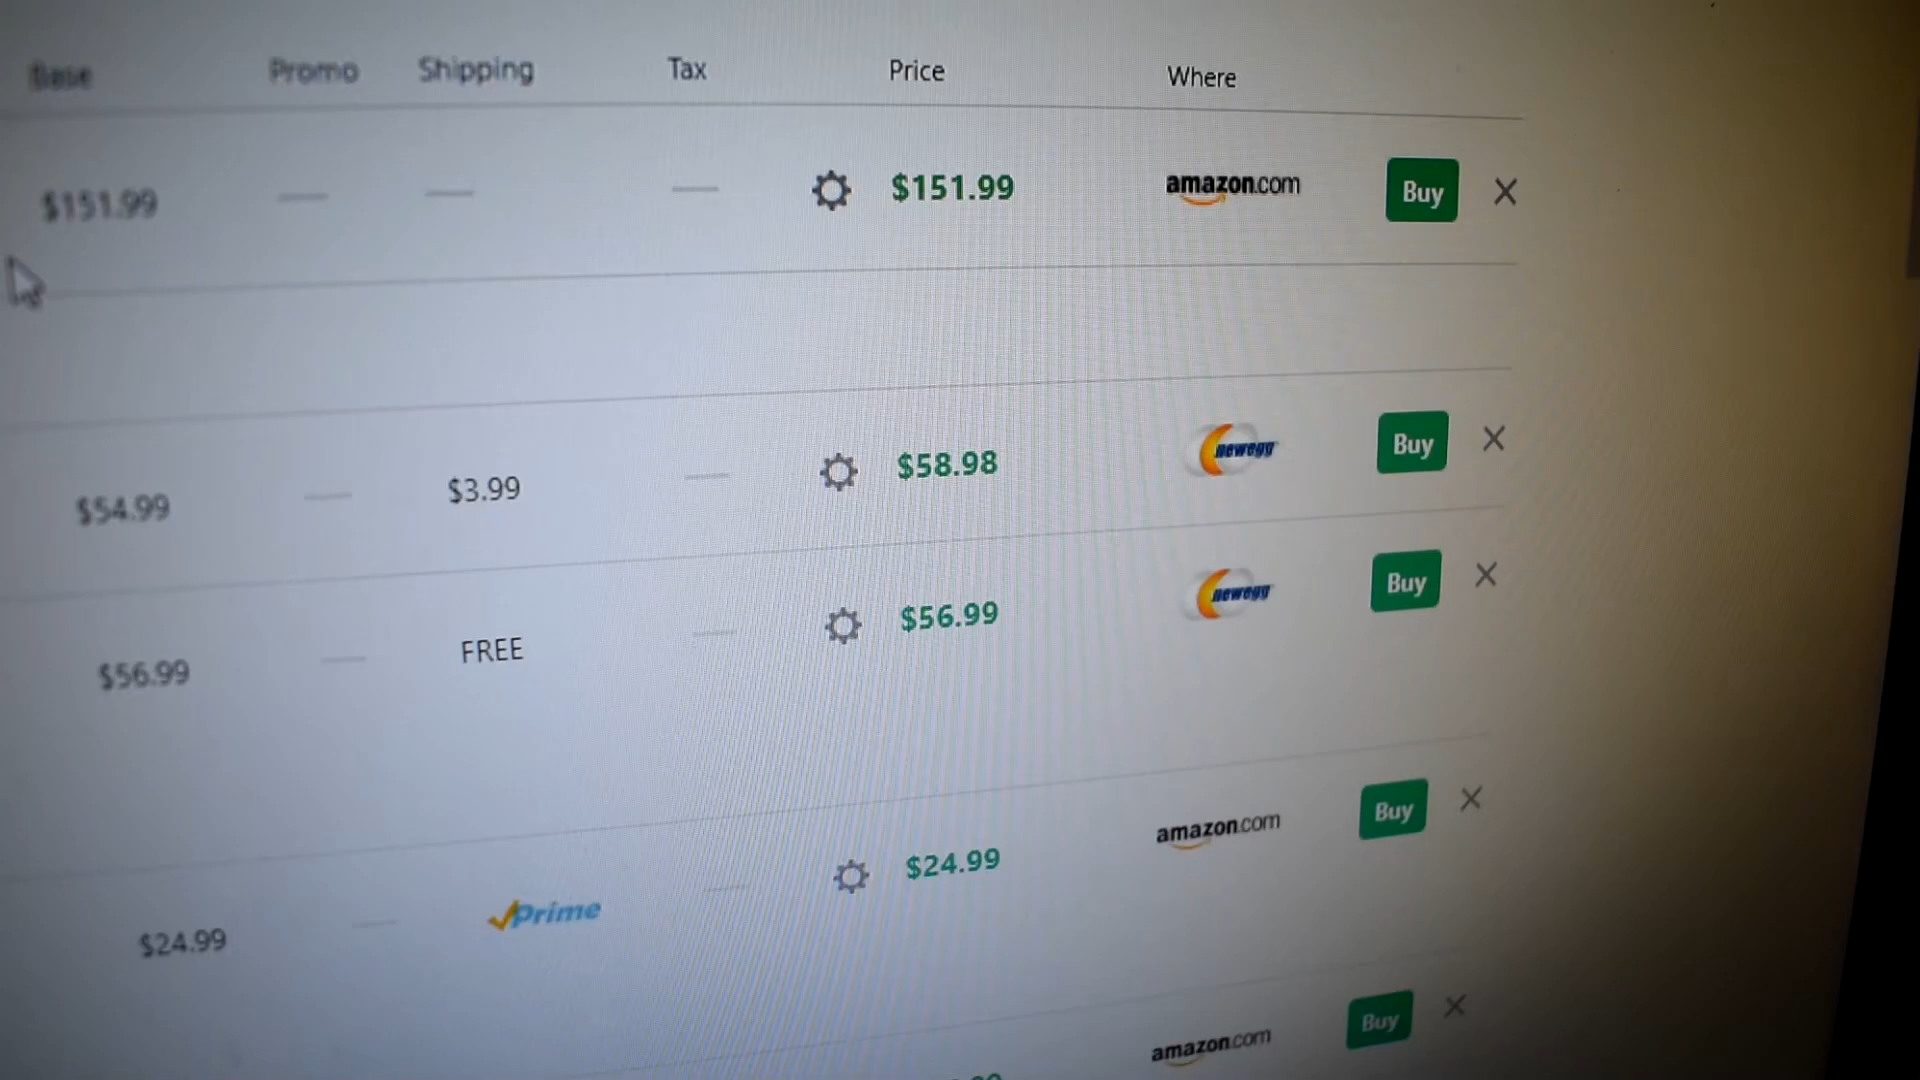 Base Promo Shipping Tax Price Where
$151.99 $151.99 amazon.com Buy
$54.99 $3.99 $58.98 newegg Buy
$56.99 FREE $56.99 newegg Buy
$24.99 Prime $24.99 amazon.com Buy
amazon.com Buy